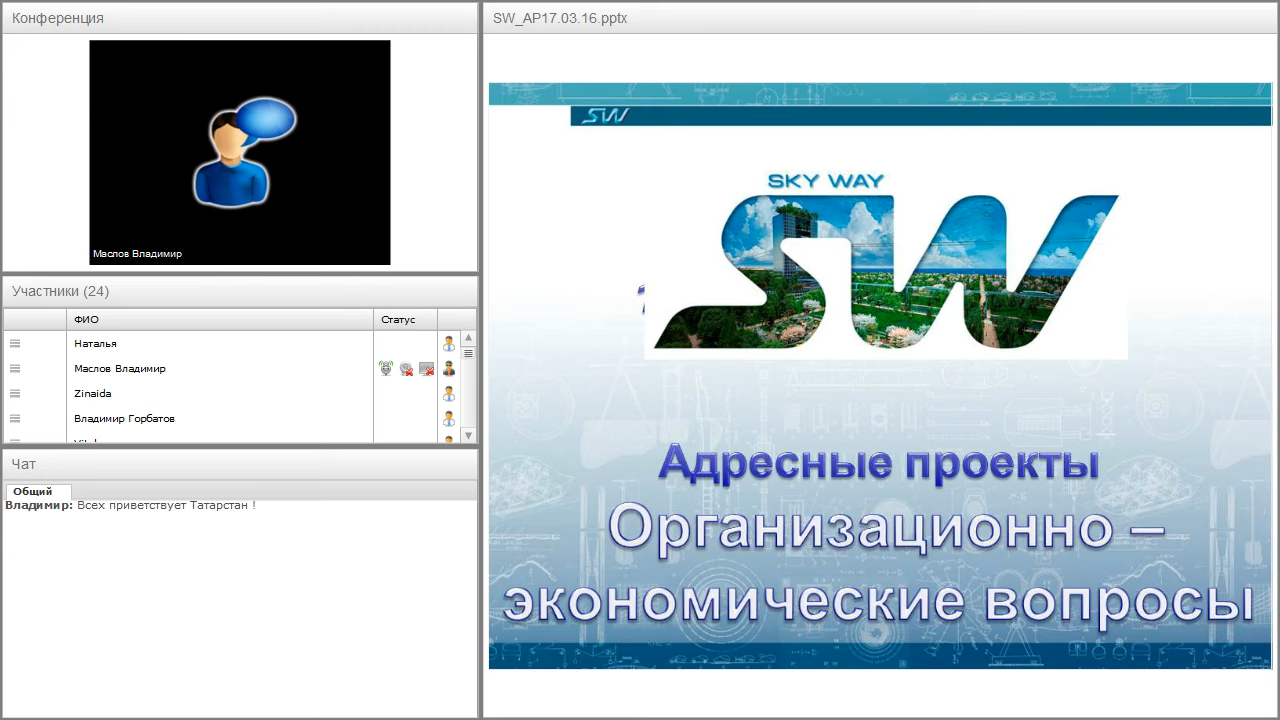 Конференция
Маслов Владимир
Участники (24)
ФИО
Статус
Наталья
Маслов Владимир
Zinaida
Владимир Горбатов
Чат
Общий
Владимир: Всех приветствует Татарстан !
SW_AP17.03.16.pptx
SW
SKY WAY
SW
Адресные проекты
Организационно –
экономические вопросы